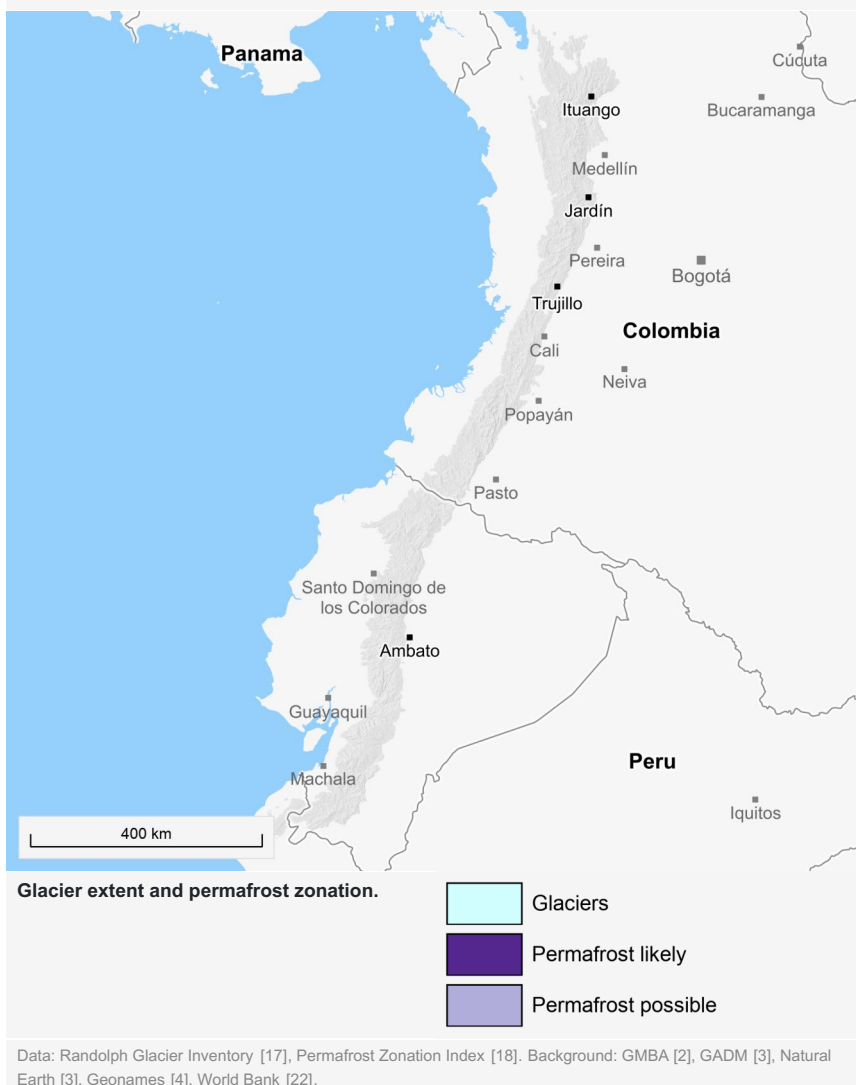 Panama
Cúcuta
Ituango
Bucaramanga
Medellín
Jardín
Pereira
Bogotá
Trujillo
Colombia
Cali
Neiva
Popayán
Pasto
Santo Domingo de
los Colorados
Ambato
Guayaquil
Peru
Machala
Iquitos
400 km
Glacier extent and permafrost zonation.
Glaciers
Permafrost likely
Permafrost possible
Data: Randolph Glacier Inventory [17], Permafrost Zonation Index [18]. Background: GMBA [2], GADM [3], Natural
Earth [3], Geonames [4], World Bank [22].